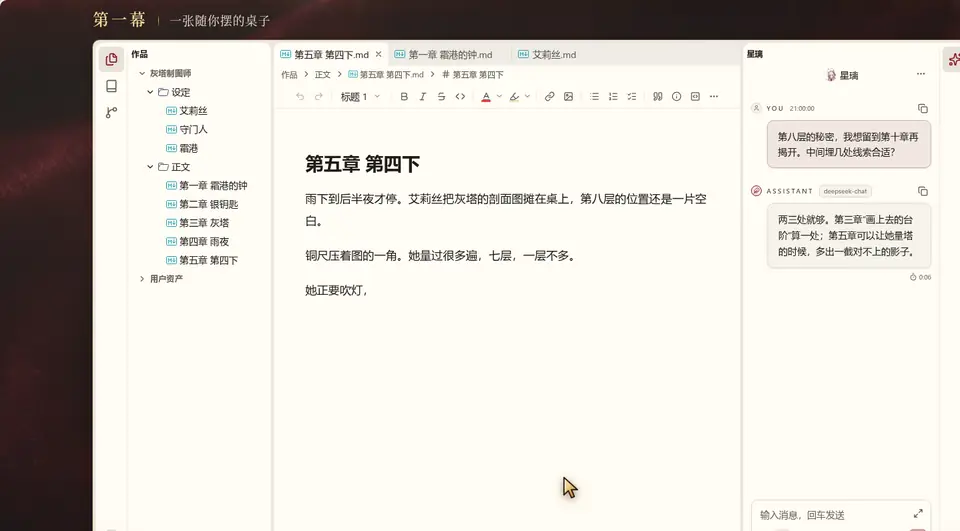 第一幕 一张随你摆的桌子
作品
灰塔制图师
设定
艾莉丝
守门人
霜港
正文
第一章 霜港的钟
第二章 银钥匙
第三章 灰塔
第四章 雨夜
第五章 第四下
用户资产
第五章 第四下.md
第一章 霜港的钟.md
艾莉丝.md
作品 > 正文 > 第五章 第四下.md > # 第五章 第四下
标题 1
第五章 第四下
雨下到后半夜才停。艾莉丝把灰塔的剖面图摊在桌上，第八层的位置还是一片空
白。
铜尺压着图的一角。她量过很多遍，七层，一层不多。
她正要吹灯，
星璃
星璃
YOU 21:00:00
第八层的秘密，我想留到第十章再
揭开。中间埋几处线索合适？
ASSISTANT deepseek-chat
两三处就够。第三章“画上去的台
阶”算一处；第五章可以让她量塔
的时候，多出一截对不上的影子。
0:06
输入消息，回车发送